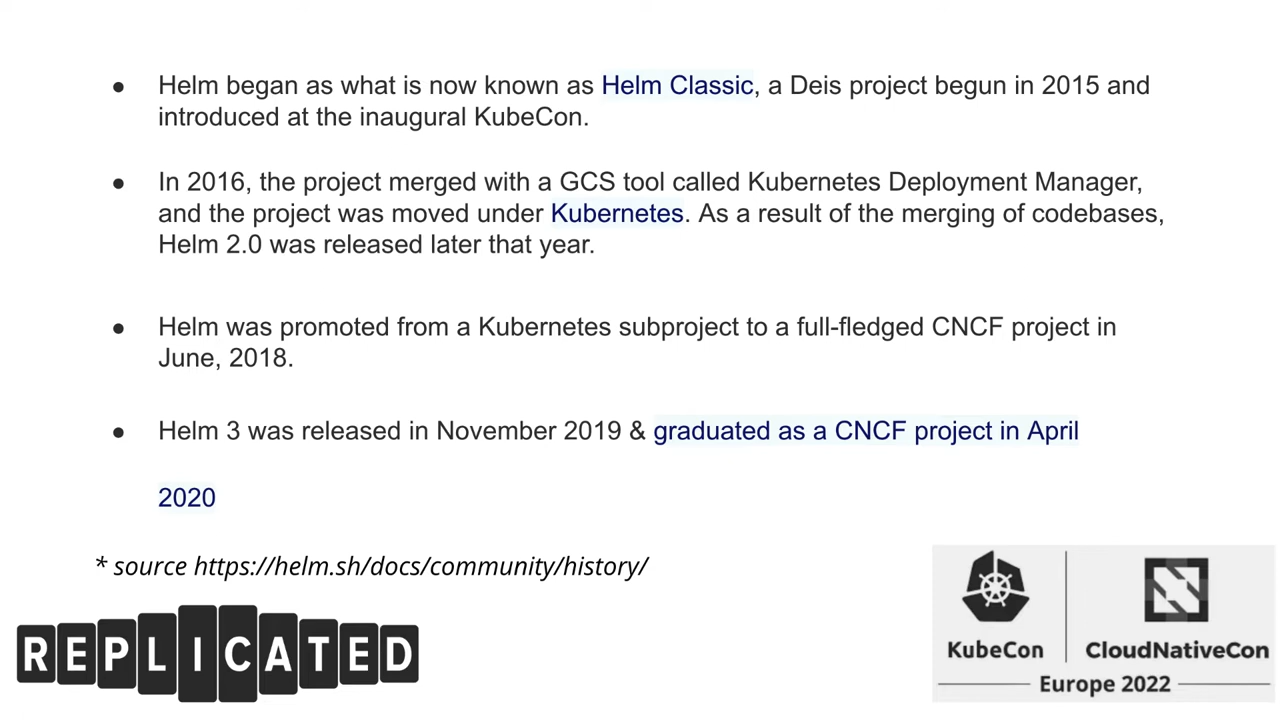 ● Helm began as what is now known as Helm Classic, a Deis project begun in 2015 and
introduced at the inaugural KubeCon.
● In 2016, the project merged with a GCS tool called Kubernetes Deployment Manager,
and the project was moved under Kubernetes. As a result of the merging of codebases,
Helm 2.0 was released later that year.
● Helm was promoted from a Kubernetes subproject to a full-fledged CNCF project in
June, 2018.
● Helm 3 was released in November 2019 & graduated as a CNCF project in April
2020
* source https://helm.sh/docs/community/history/
REPLICATED
KubeCon
CloudNativeCon
Europe 2022